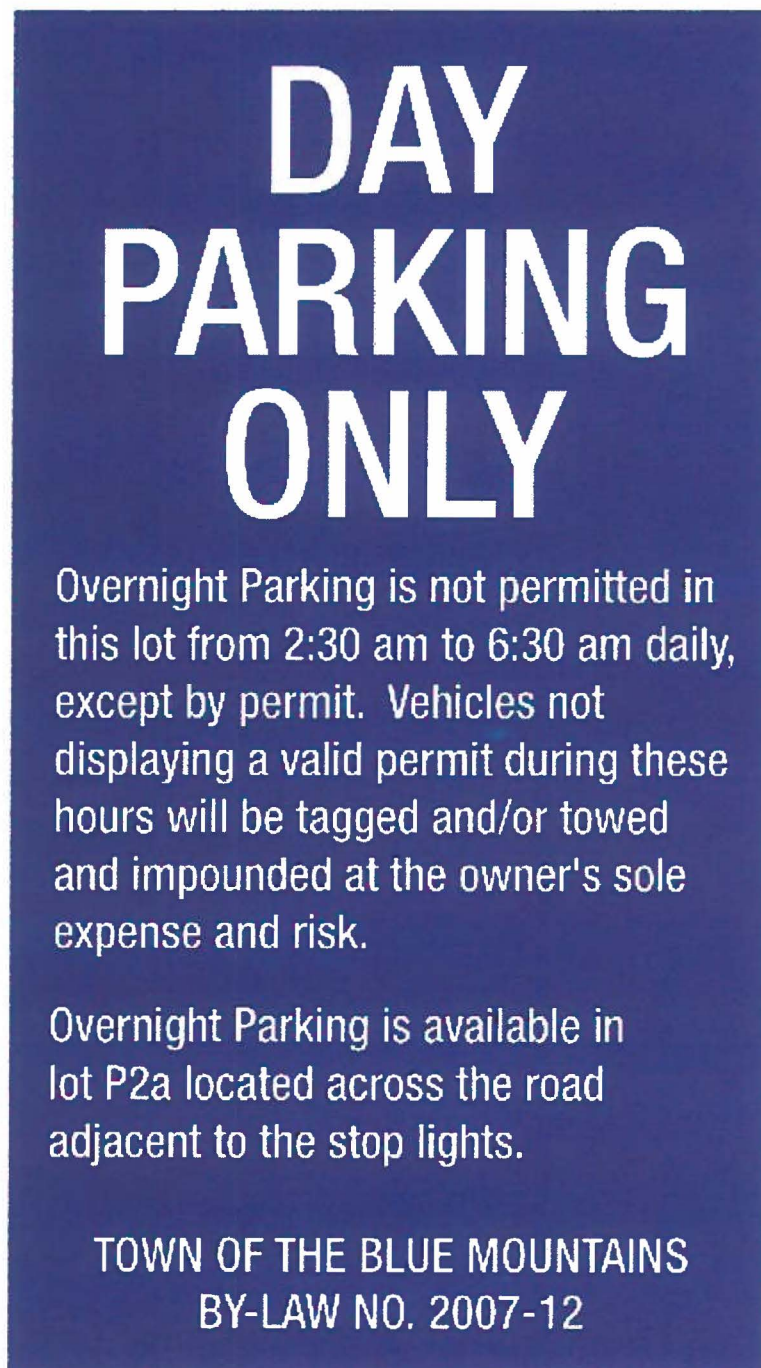 DAY
PARKING
ONLY
Overnight Parking is not permitted in
this lot from 2:30 am to 6:30 am daily,
except by permit.  Vehicles not
displaying a valid permit during these
hours will be tagged and/or towed
and impounded at the owner's sole
expense and risk.
Overnight Parking is available in
lot P2a located across the road
adjacent to the stop lights.
TOWN OF THE BLUE MOUNTAINS
BY-LAW NO. 2007-12